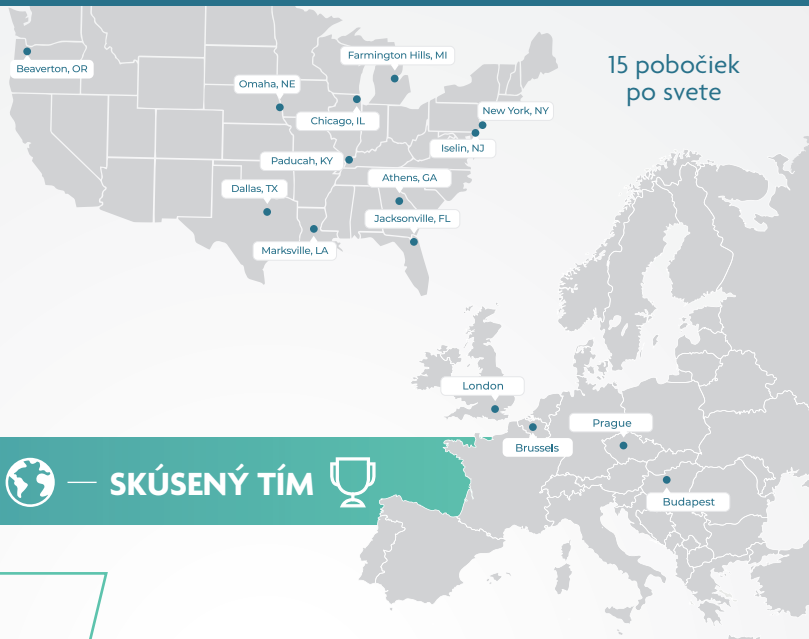 Farmington Hills, MI
15 pobočiek
po svete
Beaverton, OR
Omaha, NE
New York, NY
Chicago, IL
Iselin, NJ
Paducah, KY
Athens, GA
Dallas, TX
Jacksonville, FL
Marksville, LA
London
Prague
Brussels
SKÚSENÝ TÍM
Budapest